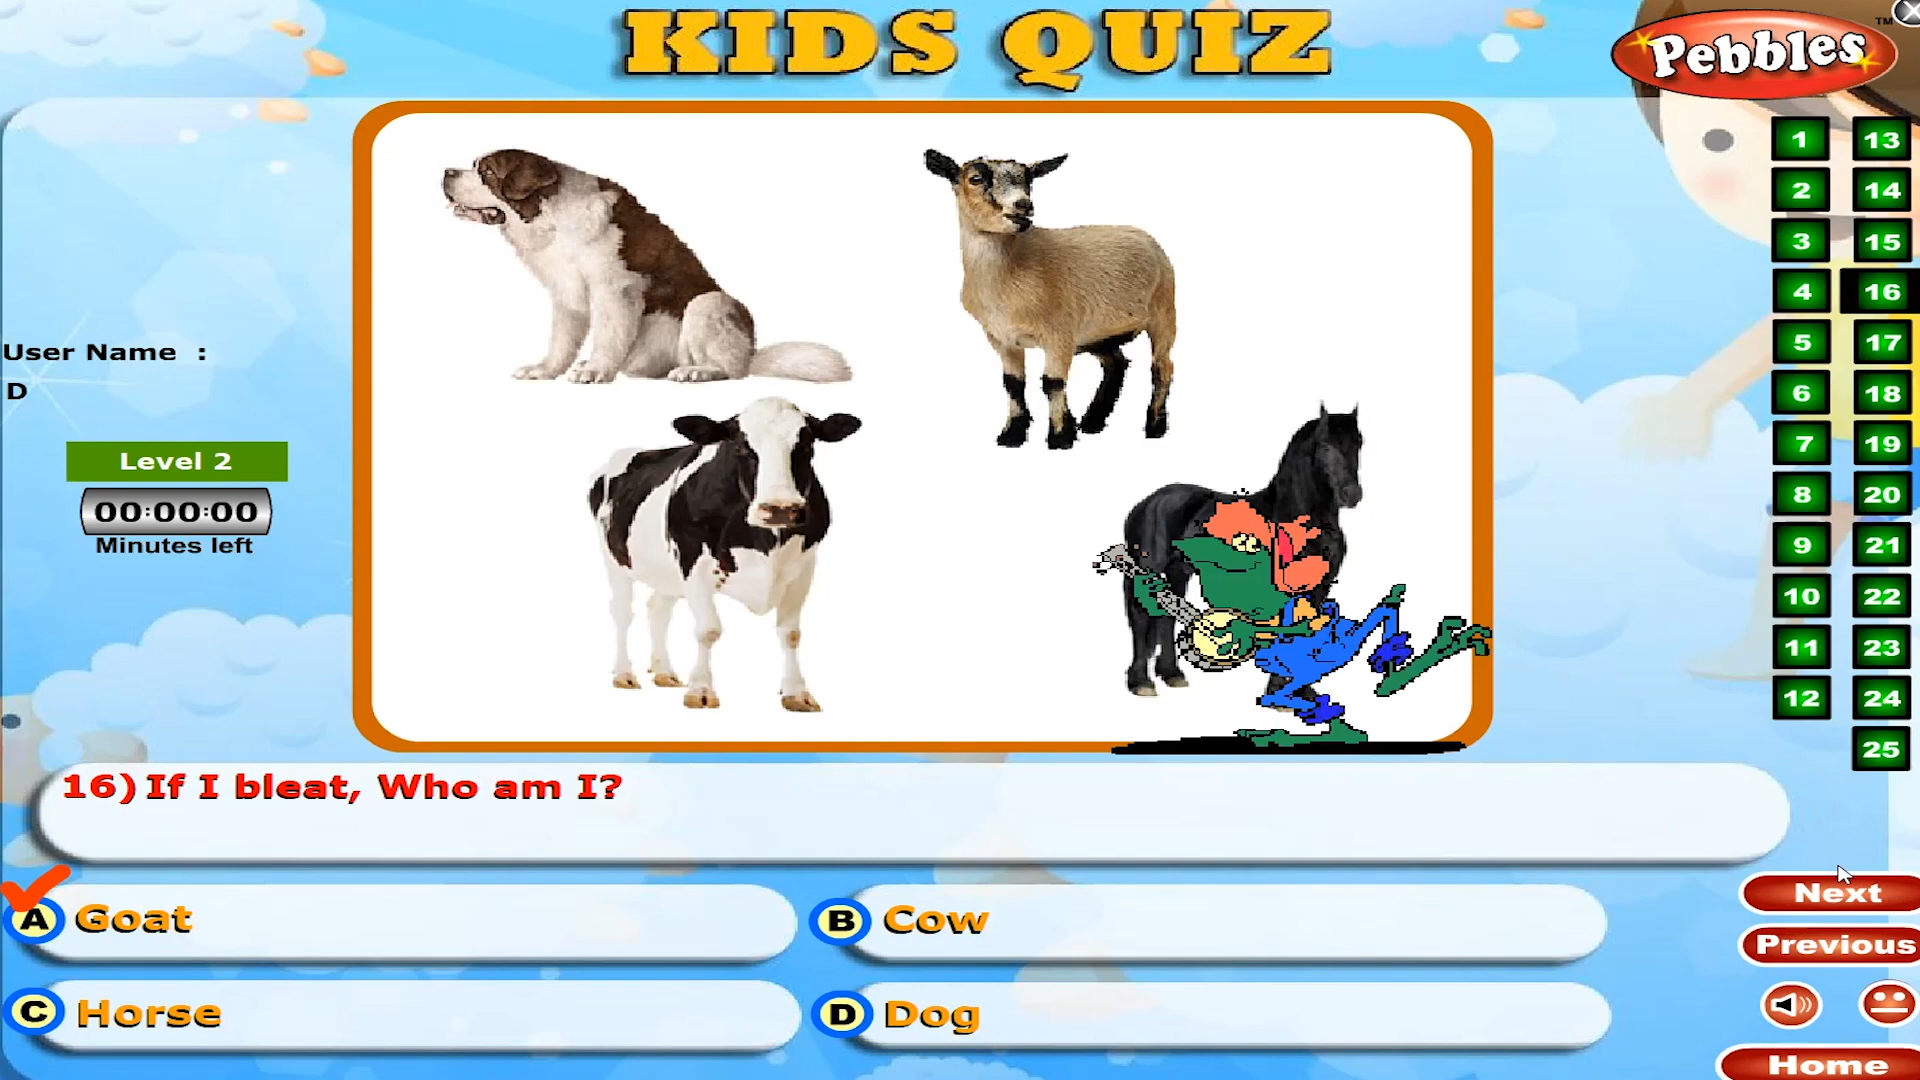 KIDS QUIZ
Pebbles
TM
User Name :
D
Level 2
00:00:00
Minutes left
1 13
2 14
3 15
4 16
5 17
6 18
7 19
8 20
9 21
10 22
11 23
12 24
25
16) If I bleat, Who am I?
A Goat
B Cow
C Horse
D Dog
Next
Previous
Home